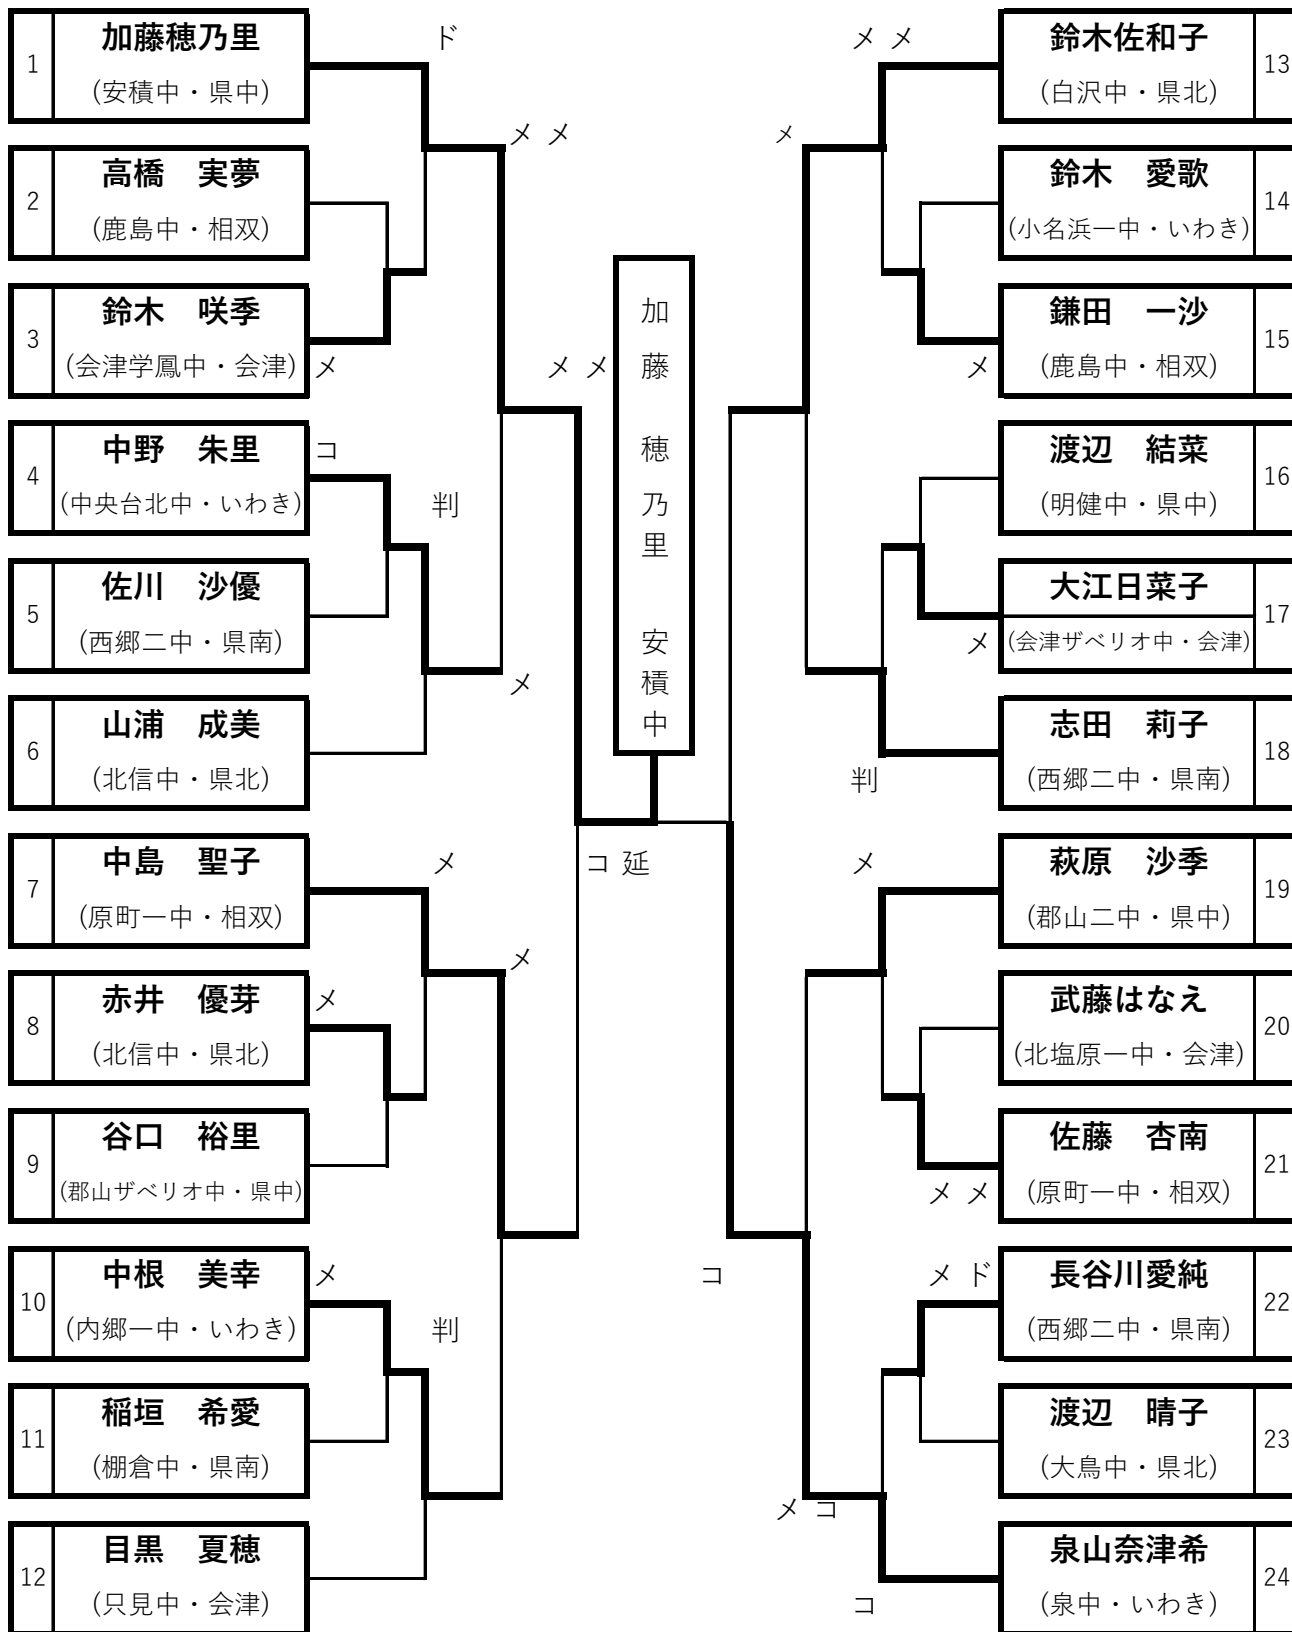 1
加藤穂乃里
(安積中・県中)
ド
メ メ
2
高橋　実夢
(鹿島中・相双)
3
鈴木　咲季
(会津学鳳中・会津)
メ
メ メ
4
中野　朱里
(中央台北中・いわき)
コ
判
5
佐川　沙優
(西郷二中・県南)
メ
6
山浦　成美
(北信中・県北)
7
中島　聖子
(原町一中・相双)
メ
コ 延
8
赤井　優芽
(北信中・県北)
メ
メ
9
谷口　裕里
(郡山ザベリオ中・県中)
10
中根　美幸
(内郷一中・いわき)
メ
判
11
稲垣　希愛
(棚倉中・県南)
12
目黒　夏穂
(只見中・会津)
加藤　穂乃里　安積中
メ メ
鈴木佐和子
(白沢中・県北)
13
メ
鈴木　愛歌
(小名浜一中・いわき)
14
鎌田　一沙
(鹿島中・相双)
15
メ
渡辺　結菜
(明健中・県中)
16
大江日菜子
(会津ザベリオ中・会津)
17
メ
志田　莉子
(西郷二中・県南)
18
判
メ
萩原　沙季
(郡山二中・県中)
19
武藤はなえ
(北塩原一中・会津)
20
佐藤　杏南
(原町一中・相双)
21
メ メ
コ
メ ド
長谷川愛純
(西郷二中・県南)
22
渡辺　晴子
(大鳥中・県北)
23
メ コ
泉山奈津希
(泉中・いわき)
24
コ